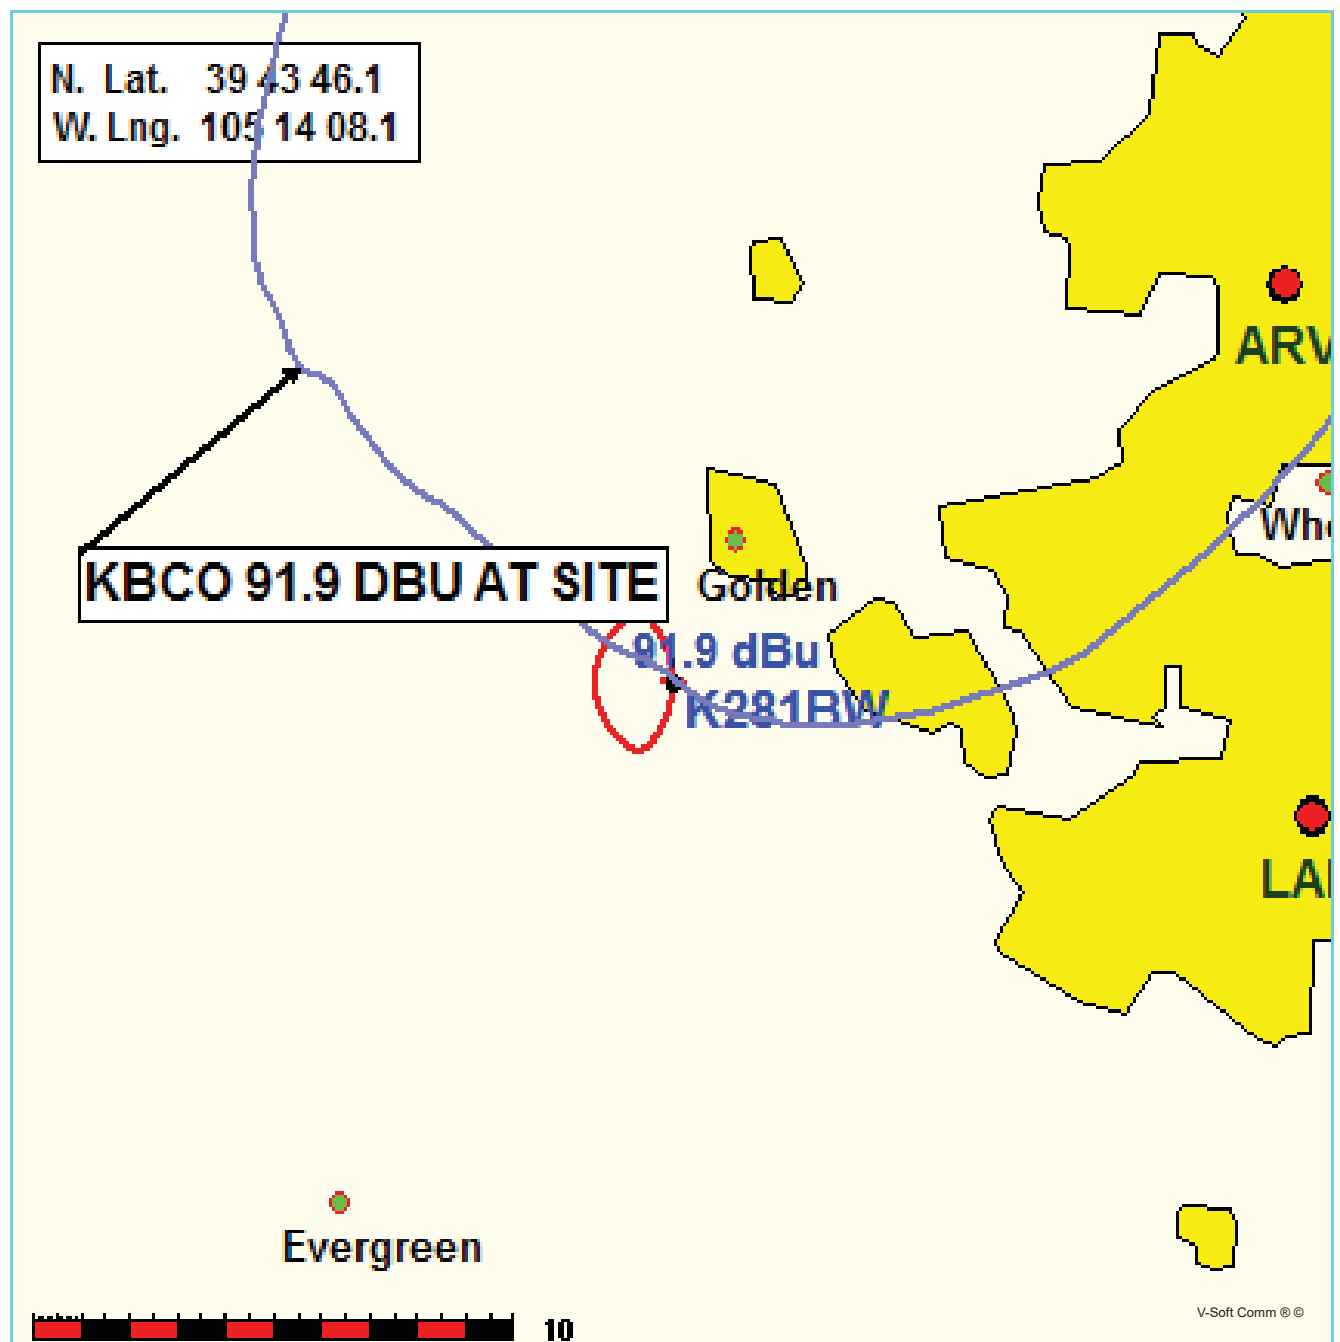 N. Lat. 39 43 46.1
W. Lng. 105 14 08.1
ARV
Whe
KBCO 91.9 DBU AT SITE
Golden
91.9 dBu
K281BW
LA
Evergreen
V-Soft Comm ® ©
10